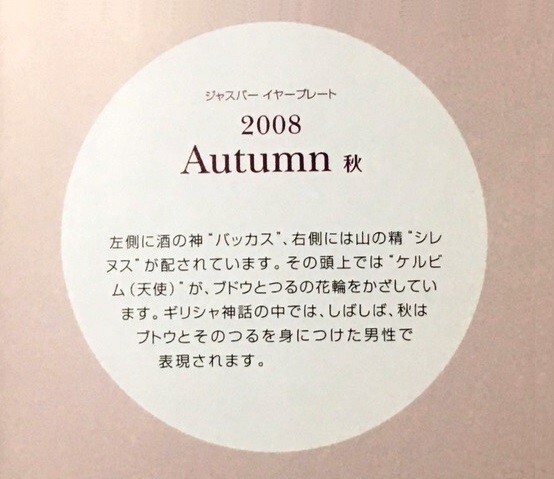 ジャスパー イヤープレート
2008
Autumn 秋
左側に酒の神“バッカス”、右側には山の精“シレ
ヌス”が配されています。その頭上では“ケルビ
ム（天使）”が、ブドウとつるの花輪をかざしてい
ます。ギリシャ神話の中では、しばしば、秋は
ブトウとそのつるを身につけた男性で
表現されます。